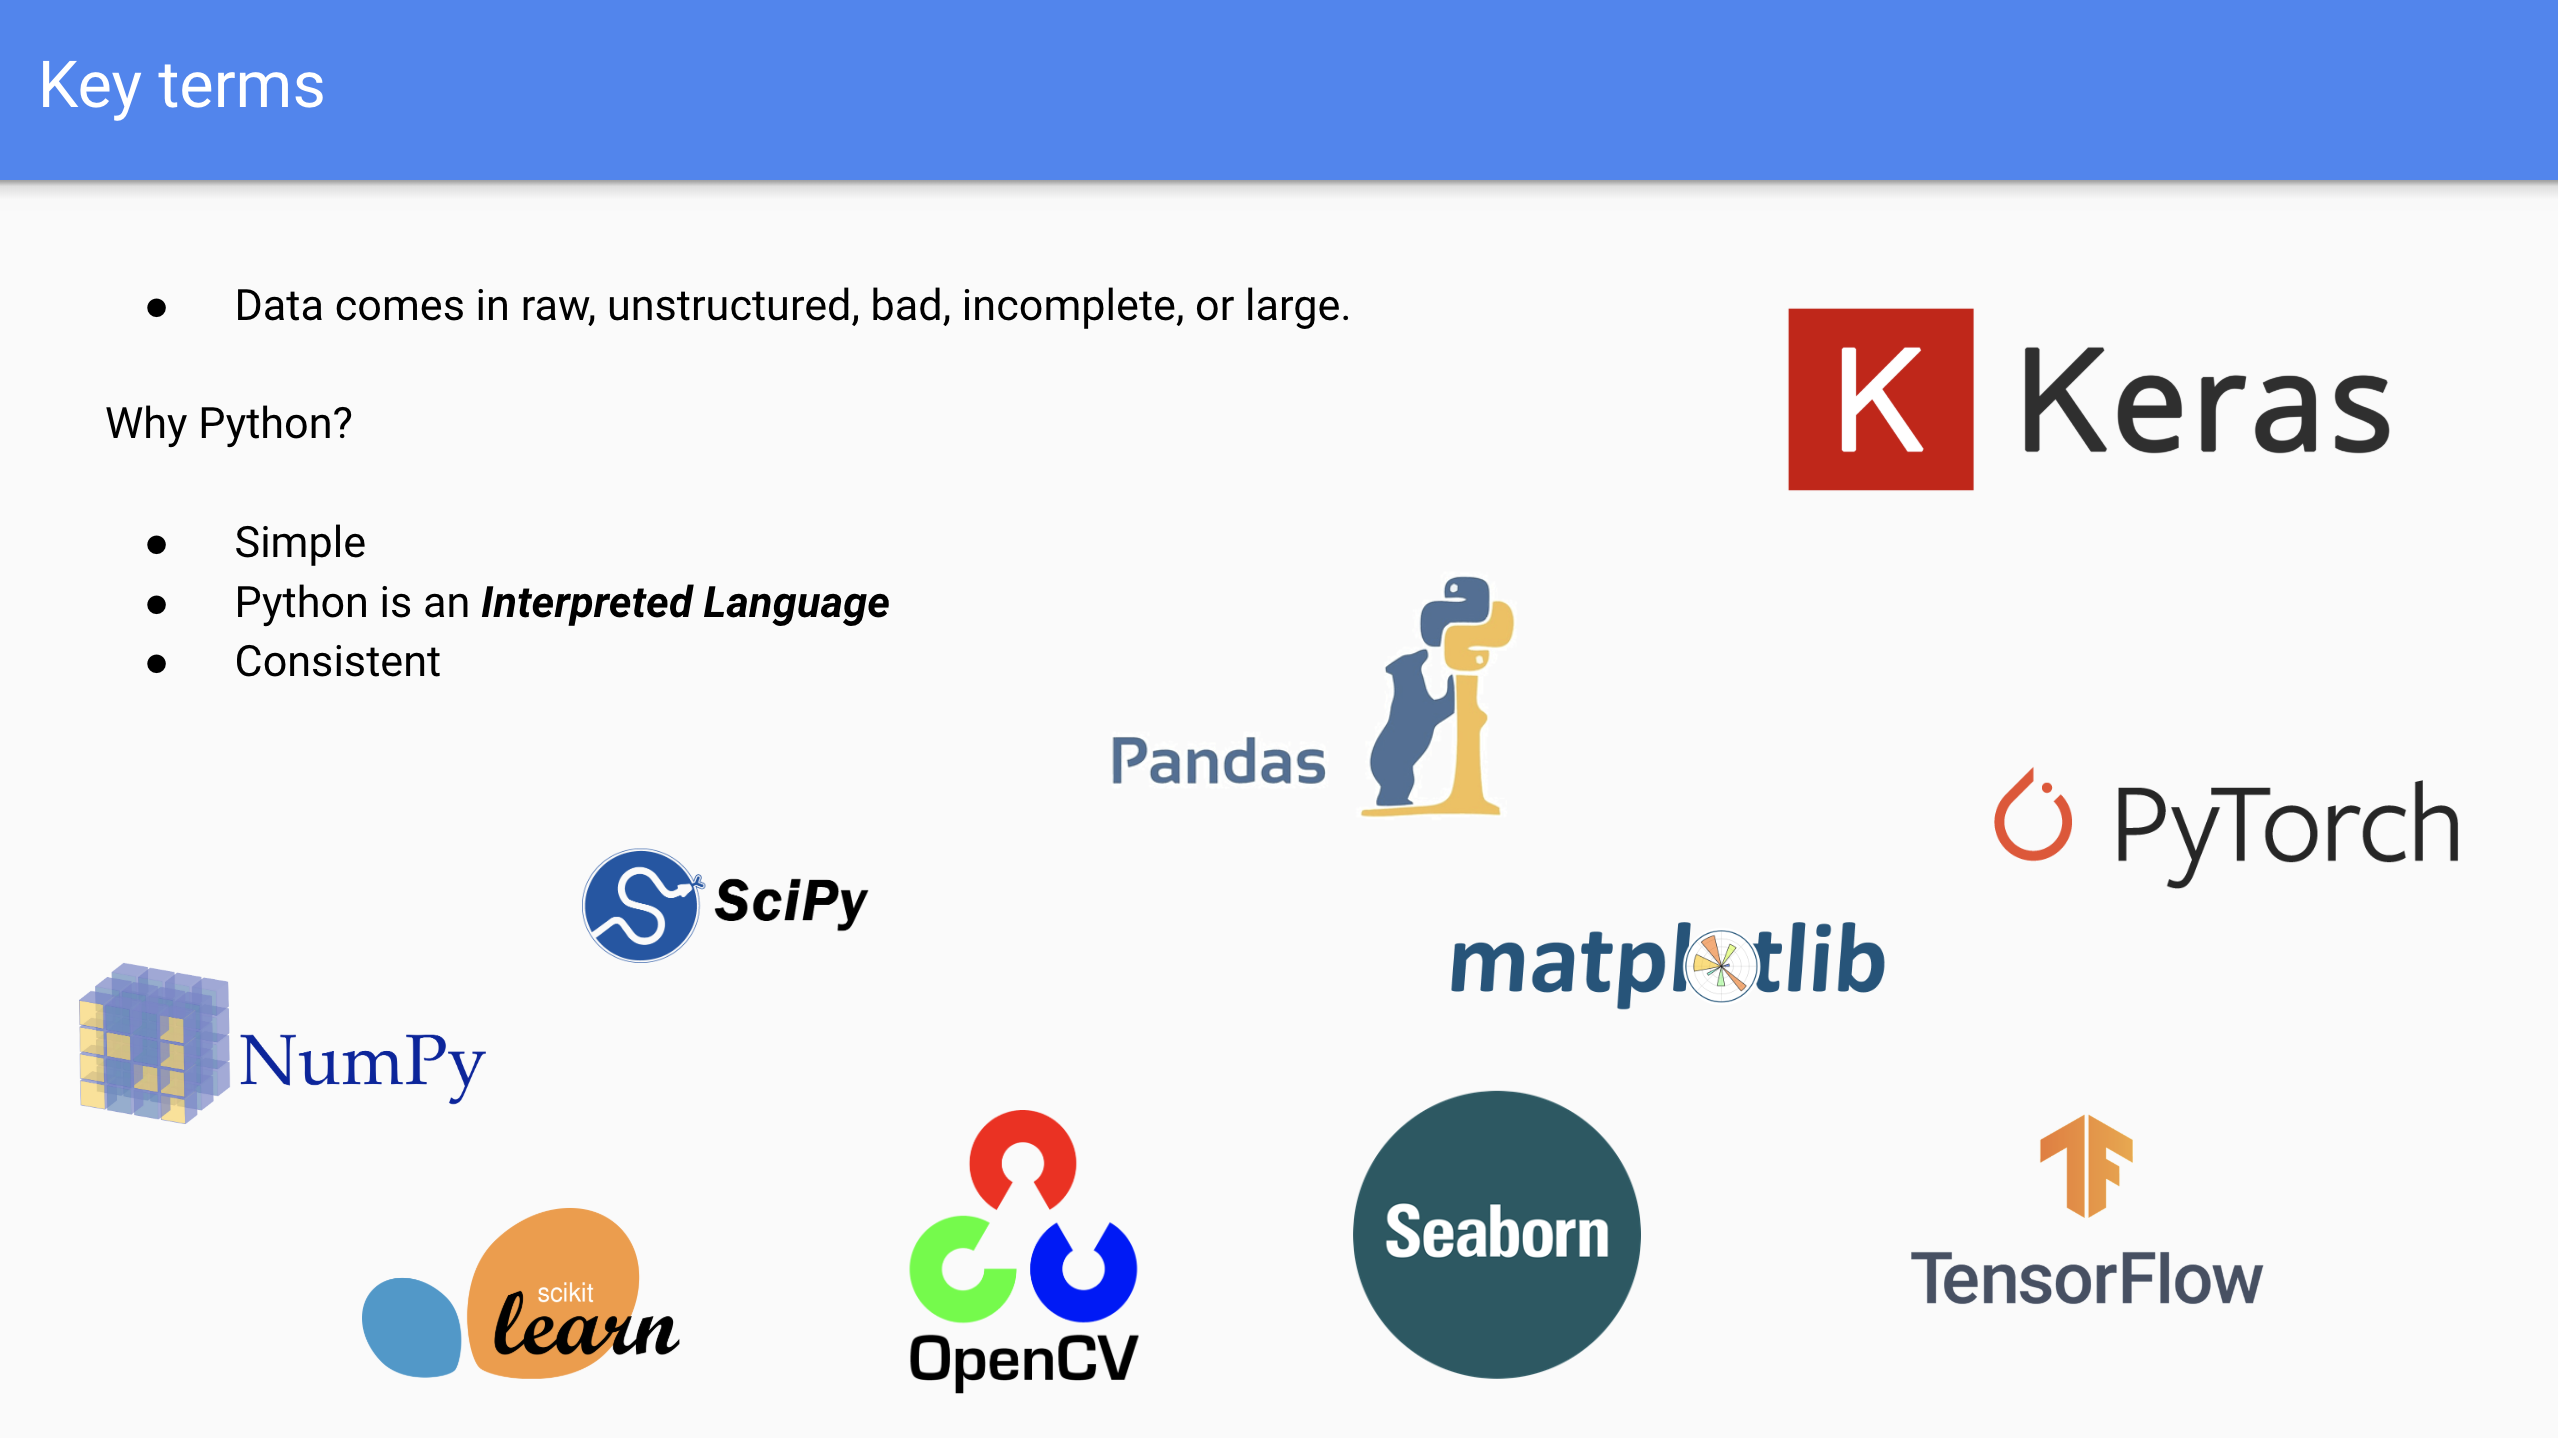 Key terms
● Data comes in raw, unstructured, bad, incomplete, or large.
Why Python?
● Simple
● Python is an Interpreted Language
● Consistent
K Keras
Pandas
PyTorch
SciPy
matplotlib
NumPy
Seaborn
TensorFlow
scikit
learn
OpenCV